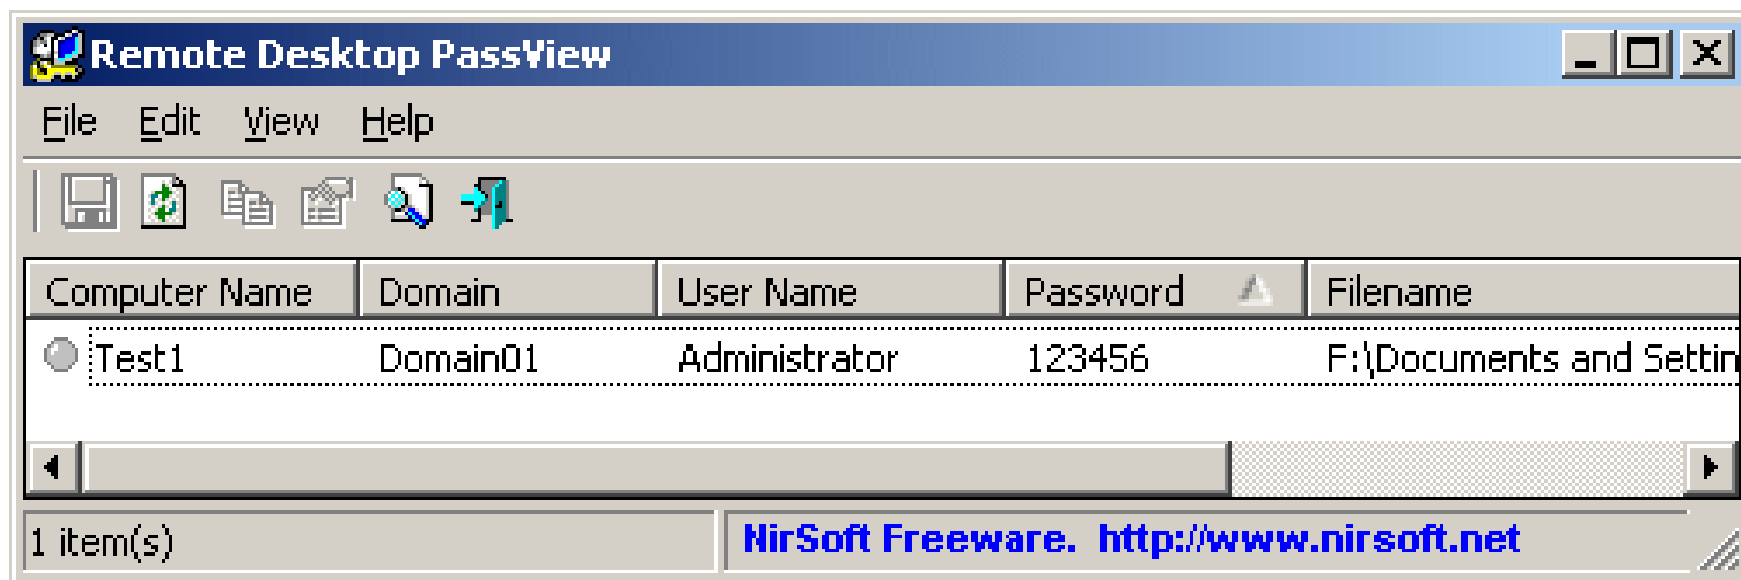 Remote Desktop PassView
File Edit View Help
Computer Name Domain User Name Password Filename
Test1 Domain01 Administrator 123456 F:\Documents and Settin
1 item(s) NirSoft Freeware. http://www.nirsoft.net